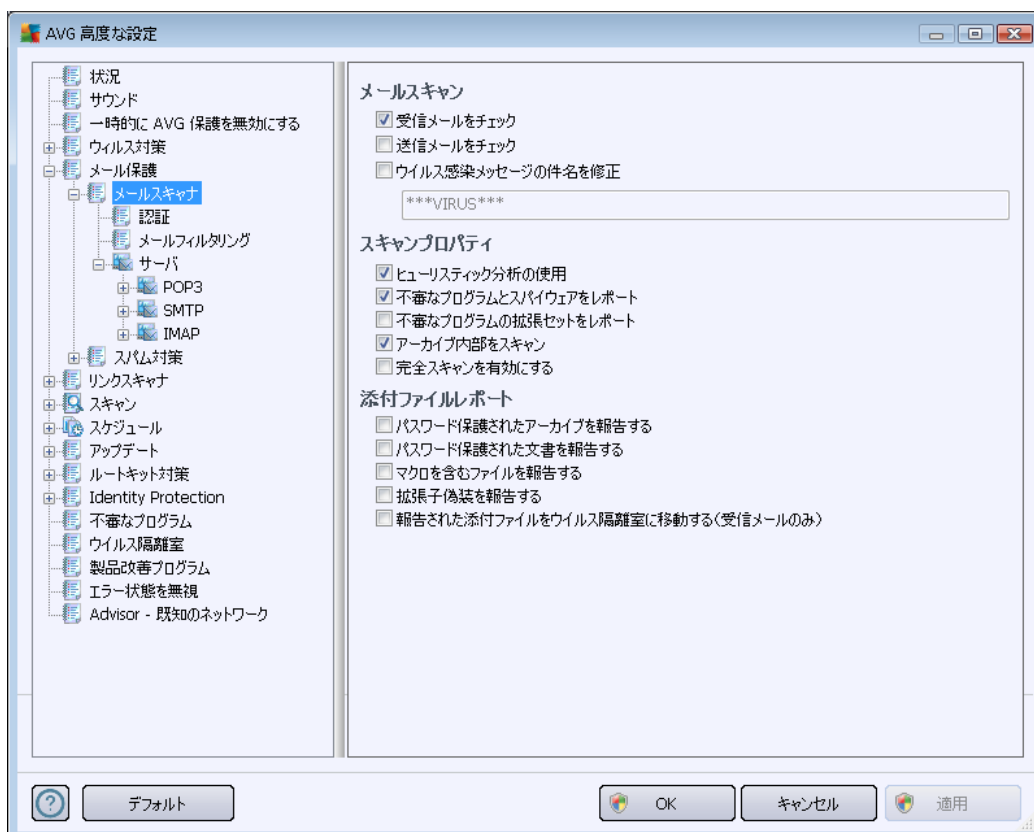 AVG 高度な設定
状況
サウンド
一時的に AVG 保護を無効にする
ウィルス対策
メール保護
メールスキャナ
認証
メールフィルタリング
サーバ
POP3
SMTP
IMAP
スパム対策
リンクスキャナ
スキャン
スケジュール
アップデート
ルートキット対策
Identity Protection
不審なプログラム
ウイルス隔離室
製品改善プログラム
エラー状態を無視
Advisor - 既知のネットワーク
メールスキャン
受信メールをチェック
送信メールをチェック
ウイルス感染メッセージの件名を修正
***VIRUS***
スキャンプロパティ
ヒューリスティック分析の使用
不審なプログラムとスパイウェアをレポート
不審なプログラムの拡張セットをレポート
アーカイブ内部をスキャン
完全スキャンを有効にする
添付ファイルレポート
パスワード保護されたアーカイブを報告する
パスワード保護された文書を報告する
マクロを含むファイルを報告する
拡張子偽装を報告する
報告された添付ファイルをウイルス隔離室に移動する(受信メールのみ)
デフォルト
OK
キャンセル
適用